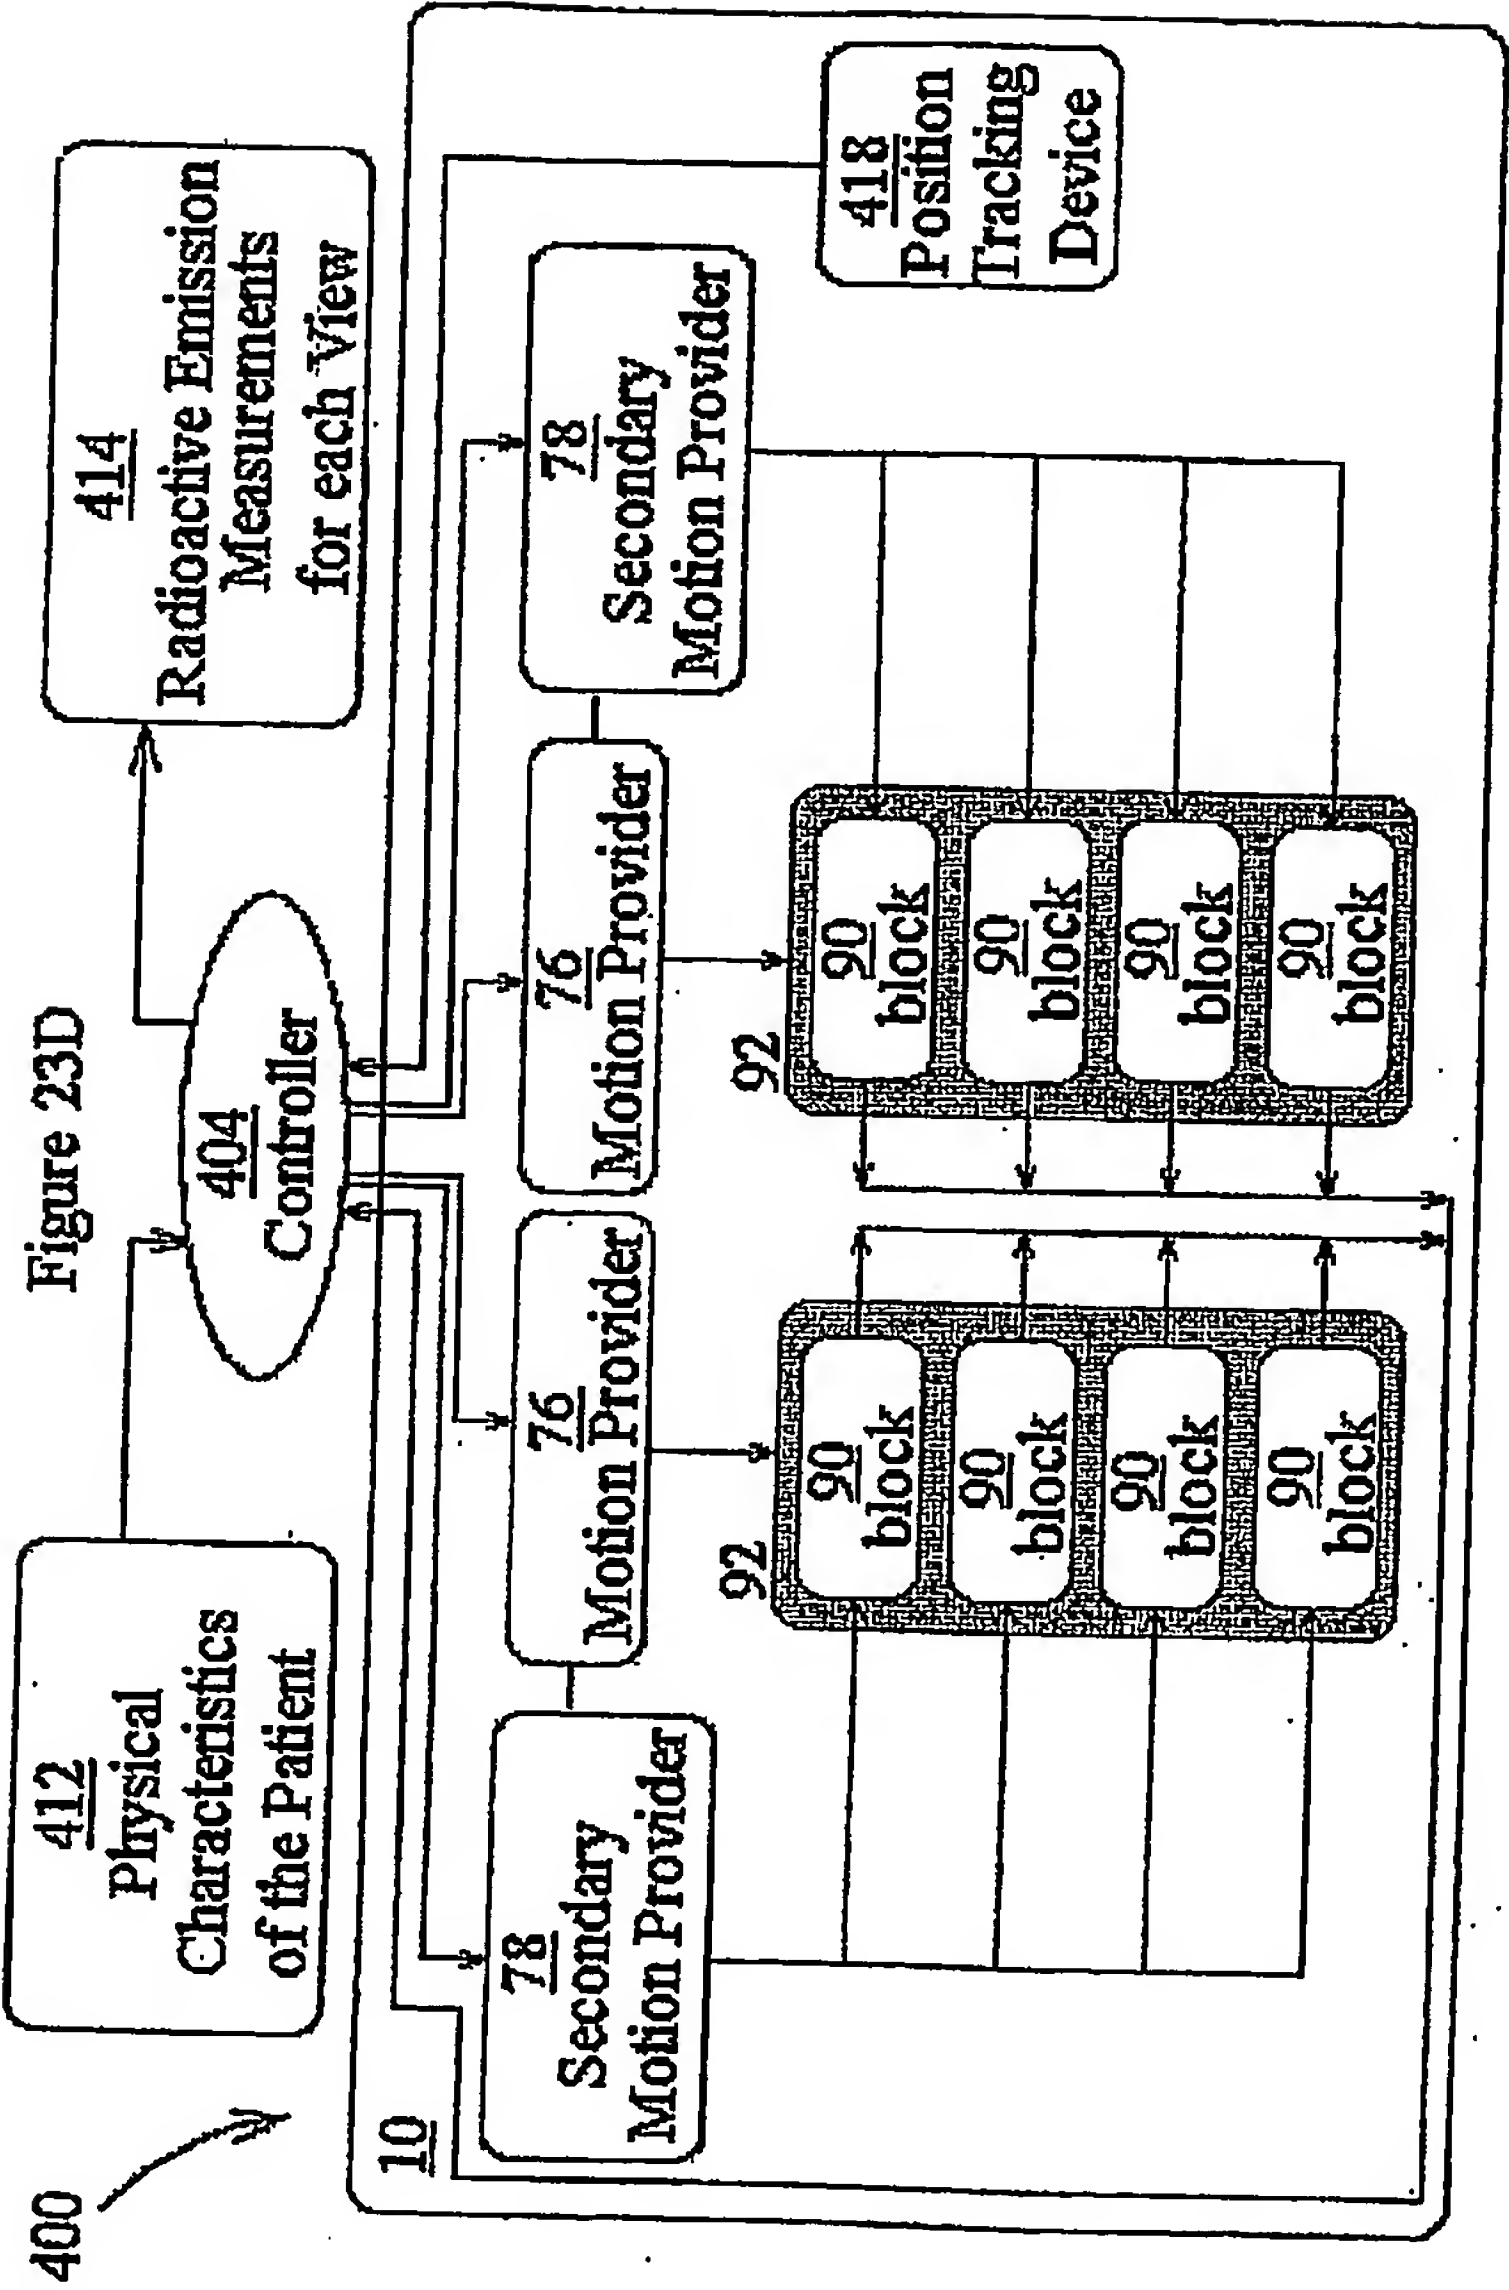 Figure 23D
400
412
Physical
Characteristics
of the Patient
404
Controller
414
Radioactive Emission
Measurements
for each View
10
78
Secondary
Motion Provider
76
Motion Provider
76
Motion Provider
78
Secondary
Motion Provider
418
Position
Tracking
Device
92
90
block
90
block
90
block
90
block
92
90
block
90
block
90
block
90
block